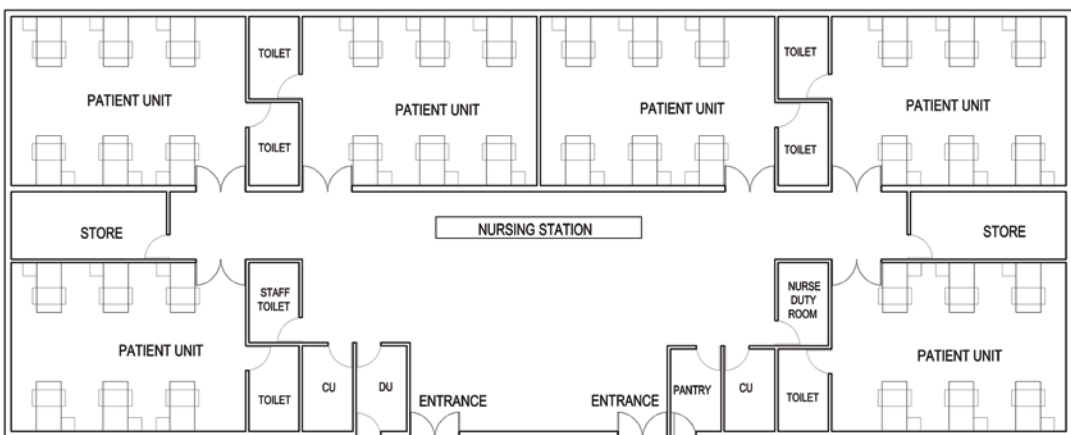 TOILET
TOILET
PATIENT UNIT
PATIENT UNIT
PATIENT UNIT
PATIENT UNIT
TOILET
TOILET
STORE
NURSING STATION
STORE
STAFF
TOILET
NURSE
DUTY
ROOM
PATIENT UNIT
PATIENT UNIT
TOILET
CU
DU
ENTRANCE
ENTRANCE
PANTRY
CU
TOILET